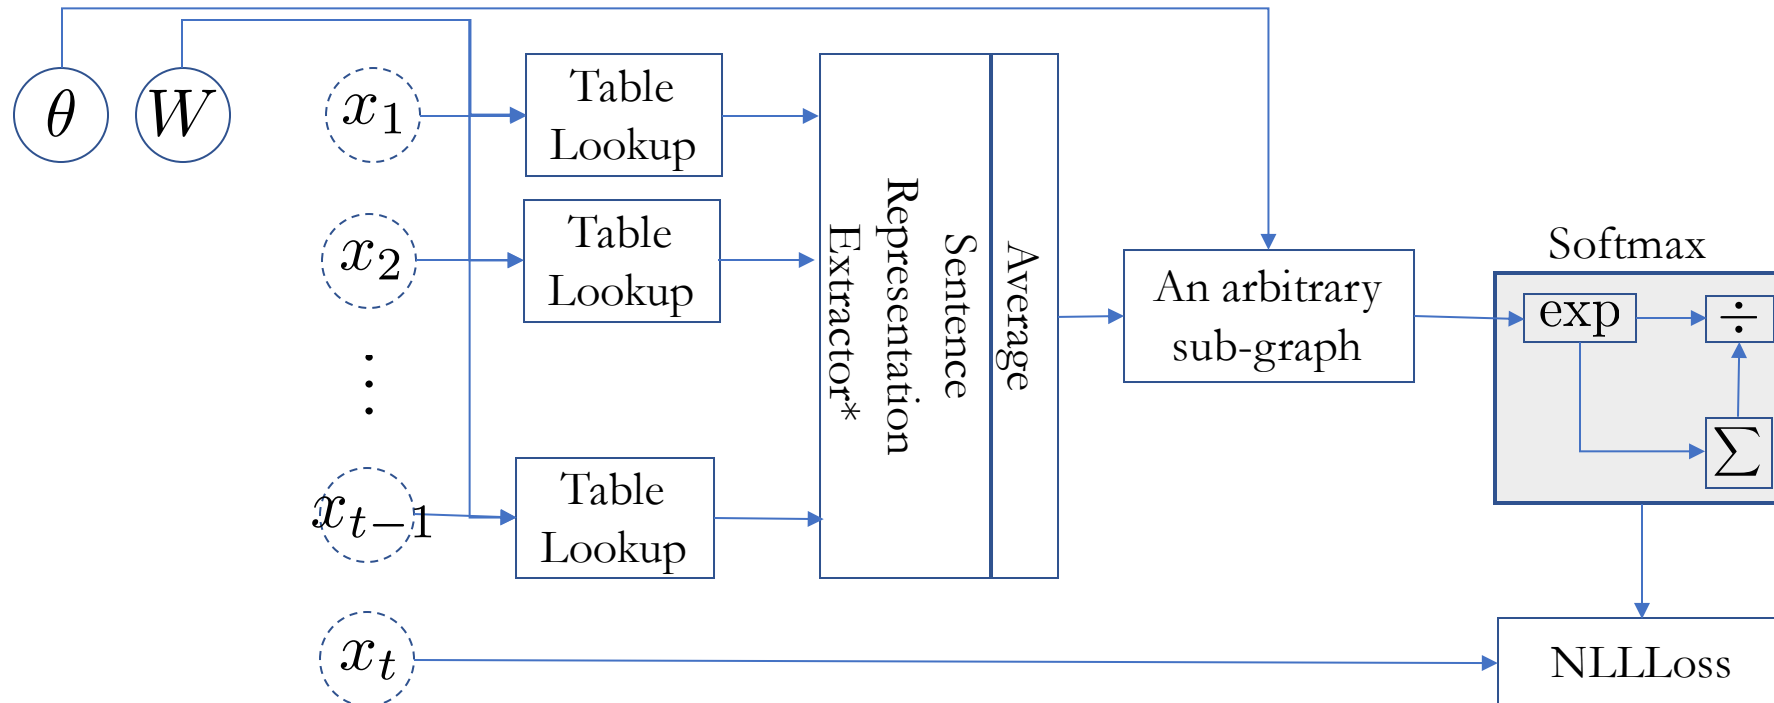 θ
W
x₁
Table
Lookup
x₂
Table
Lookup
⋮
xₜ₋₁
Table
Lookup
xₜ
Sentence
Representation
Extractor*
Average
An arbitrary
sub-graph
Softmax
exp
÷
∑
NLLLoss